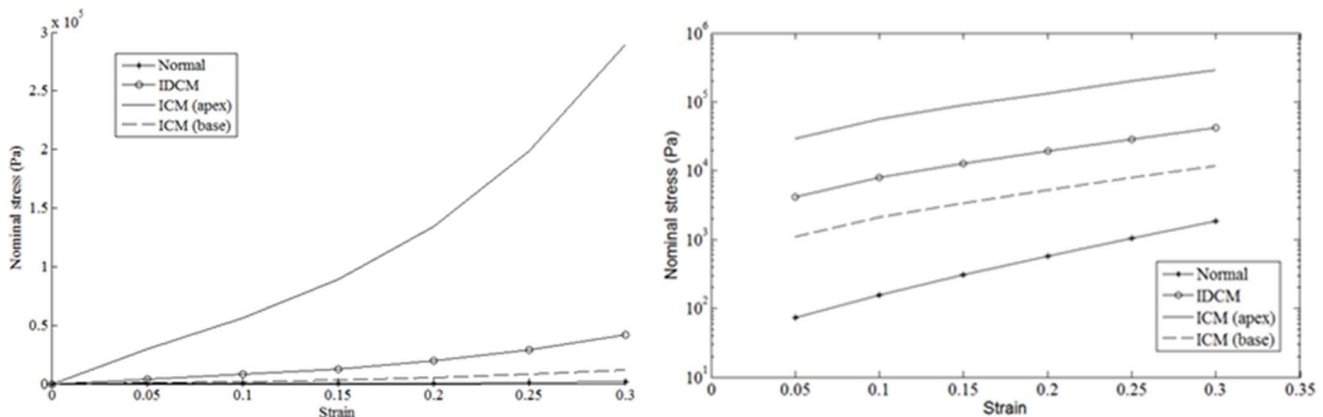 x 10^5
3
2.5
2
1.5
1
0.5
0
Nominal stress (Pa)
Normal
IDCM
ICM (apex)
ICM (base)
0 0.05 0.1 0.15 0.2 0.25 0.3
Strain
10^6
10^5
10^4
10^3
10^2
10^1
Nominal stress (Pa)
Normal
IDCM
ICM (apex)
ICM (base)
0 0.05 0.1 0.15 0.2 0.25 0.3 0.35
Strain